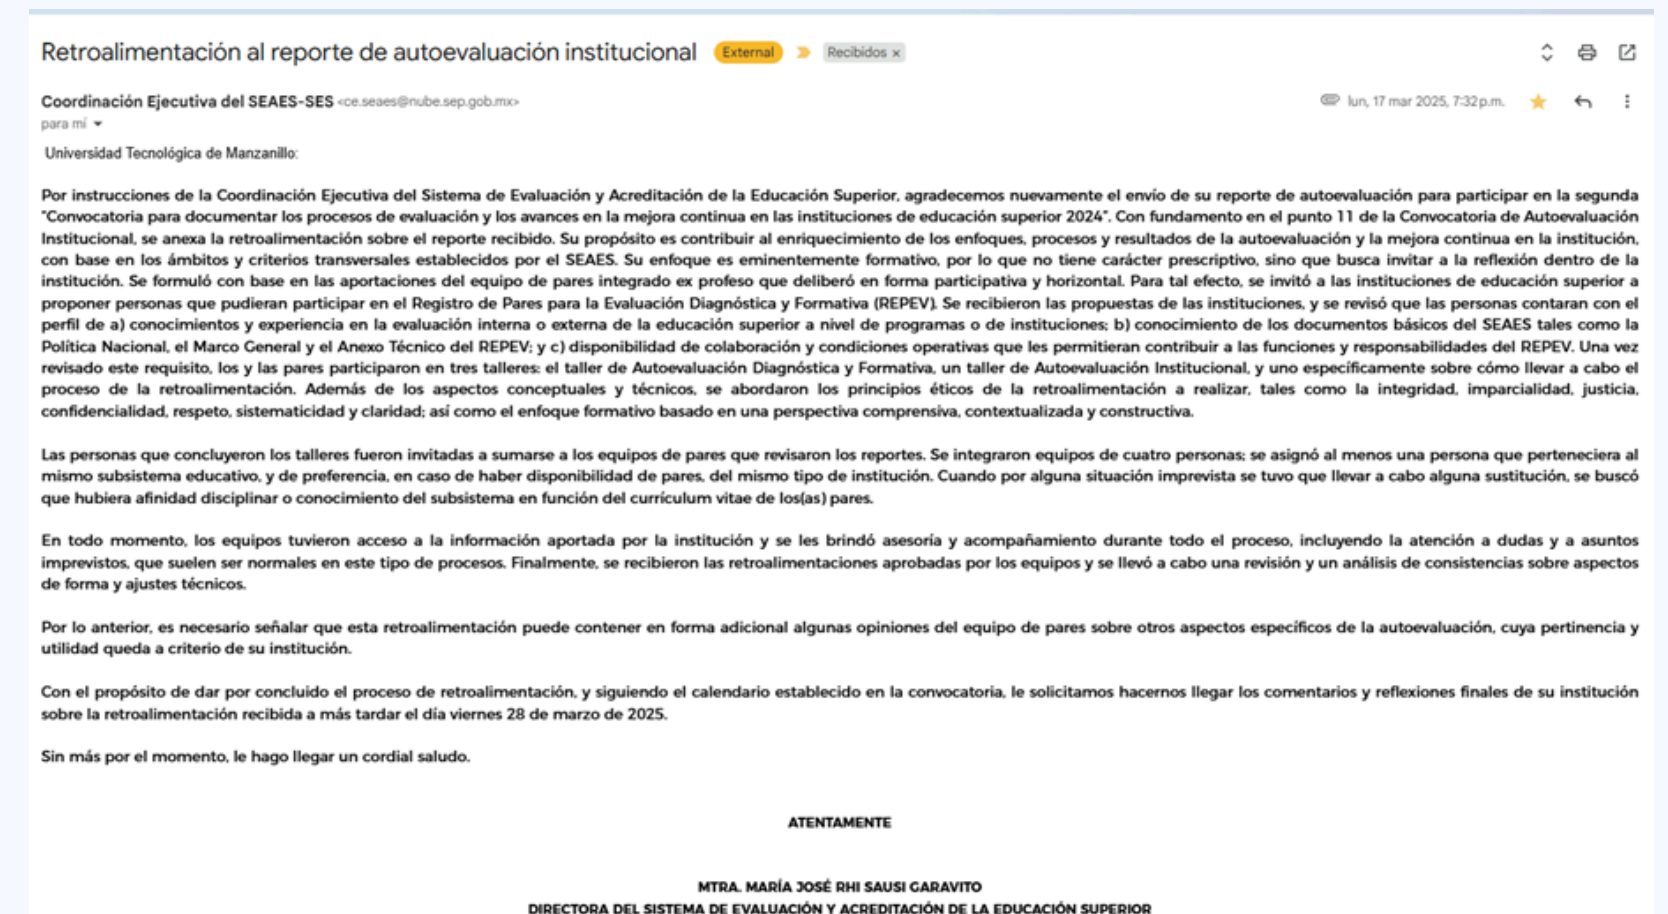 Retroalimentación al reporte de autoevaluación institucional External Recibidos x
Coordinación Ejecutiva del SEAES-SES <ce.seaes@nube.sep.gob.mx> lun, 17 mar 2025, 7:32 p.m.
para mí
Universidad Tecnológica de Manzanillo:
Por instrucciones de la Coordinación Ejecutiva del Sistema de Evaluación y Acreditación de la Educación Superior, agradecemos nuevamente el envío de su reporte de autoevaluación para participar en la segunda
"Convocatoria para documentar los procesos de evaluación y los avances en la mejora continua en las instituciones de educación superior 2024". Con fundamento en el punto 11 de la Convocatoria de Autoevaluación
Institucional, se anexa la retroalimentación sobre el reporte recibido. Su propósito es contribuir al enriquecimiento de los enfoques, procesos y resultados de la autoevaluación y la mejora continua en la institución,
con base en los ámbitos y criterios transversales establecidos por el SEAES. Su enfoque es eminentemente formativo, por lo que no tiene carácter prescriptivo, sino que busca invitar a la reflexión dentro de la
institución. Se formuló con base en las aportaciones del equipo de pares integrado ex profeso que deliberó en forma participativa y horizontal. Para tal efecto, se invitó a las instituciones de educación superior a
proponer personas que pudieran participar en el Registro de Pares para la Evaluación Diagnóstica y Formativa (REPEV). Se recibieron las propuestas de las instituciones, y se revisó que las personas contaran con el
perfil de a) conocimientos y experiencia en la evaluación interna o externa de la educación superior a nivel de programas o de instituciones; b) conocimiento de los documentos básicos del SEAES tales como la
Política Nacional, el Marco General y el Anexo Técnico del REPEV; y c) disponibilidad de colaboración y condiciones operativas que les permitieran contribuir a las funciones y responsabilidades del REPEV. Una vez
revisado este requisito, los y las pares participaron en tres talleres: el taller de Autoevaluación Diagnóstica y Formativa, un taller de Autoevaluación Institucional, y uno específicamente sobre cómo llevar a cabo el
proceso de la retroalimentación. Además de los aspectos conceptuales y técnicos, se abordaron los principios éticos de la retroalimentación a realizar, tales como la integridad, imparcialidad, justicia,
confidencialidad, respeto, sistematicidad y claridad; así como el enfoque formativo basado en una perspectiva comprensiva, contextualizada y constructiva.
Las personas que concluyeron los talleres fueron invitadas a sumarse a los equipos de pares que revisaron los reportes. Se integraron equipos de cuatro personas; se asignó al menos una persona que perteneciera al
mismo subsistema educativo, y de preferencia, en caso de haber disponibilidad de pares, del mismo tipo de institución. Cuando por alguna situación imprevista se tuvo que llevar a cabo alguna sustitución, se buscó
que hubiera afinidad disciplinar o conocimiento del subsistema en función del currículum vitae de los(as) pares.
En todo momento, los equipos tuvieron acceso a la información aportada por la institución y se les brindó asesoría y acompañamiento durante todo el proceso, incluyendo la atención a dudas y a asuntos
imprevistos, que suelen ser normales en este tipo de procesos. Finalmente, se recibieron las retroalimentaciones aprobadas por los equipos y se llevó a cabo una revisión y un análisis de consistencias sobre aspectos
de forma y ajustes técnicos.
Por lo anterior, es necesario señalar que esta retroalimentación puede contener en forma adicional algunas opiniones del equipo de pares sobre otros aspectos específicos de la autoevaluación, cuya pertinencia y
utilidad queda a criterio de su institución.
Con el propósito de dar por concluido el proceso de retroalimentación, y siguiendo el calendario establecido en la convocatoria, le solicitamos hacernos llegar los comentarios y reflexiones finales de su institución
sobre la retroalimentación recibida a más tardar el día viernes 28 de marzo de 2025.
Sin más por el momento, le hago llegar un cordial saludo.
ATENTAMENTE
MTRA. MARÍA JOSÉ RHI SAUSI GARAVITO
DIRECTORA DEL SISTEMA DE EVALUACIÓN Y ACREDITACIÓN DE LA EDUCACIÓN SUPERIOR